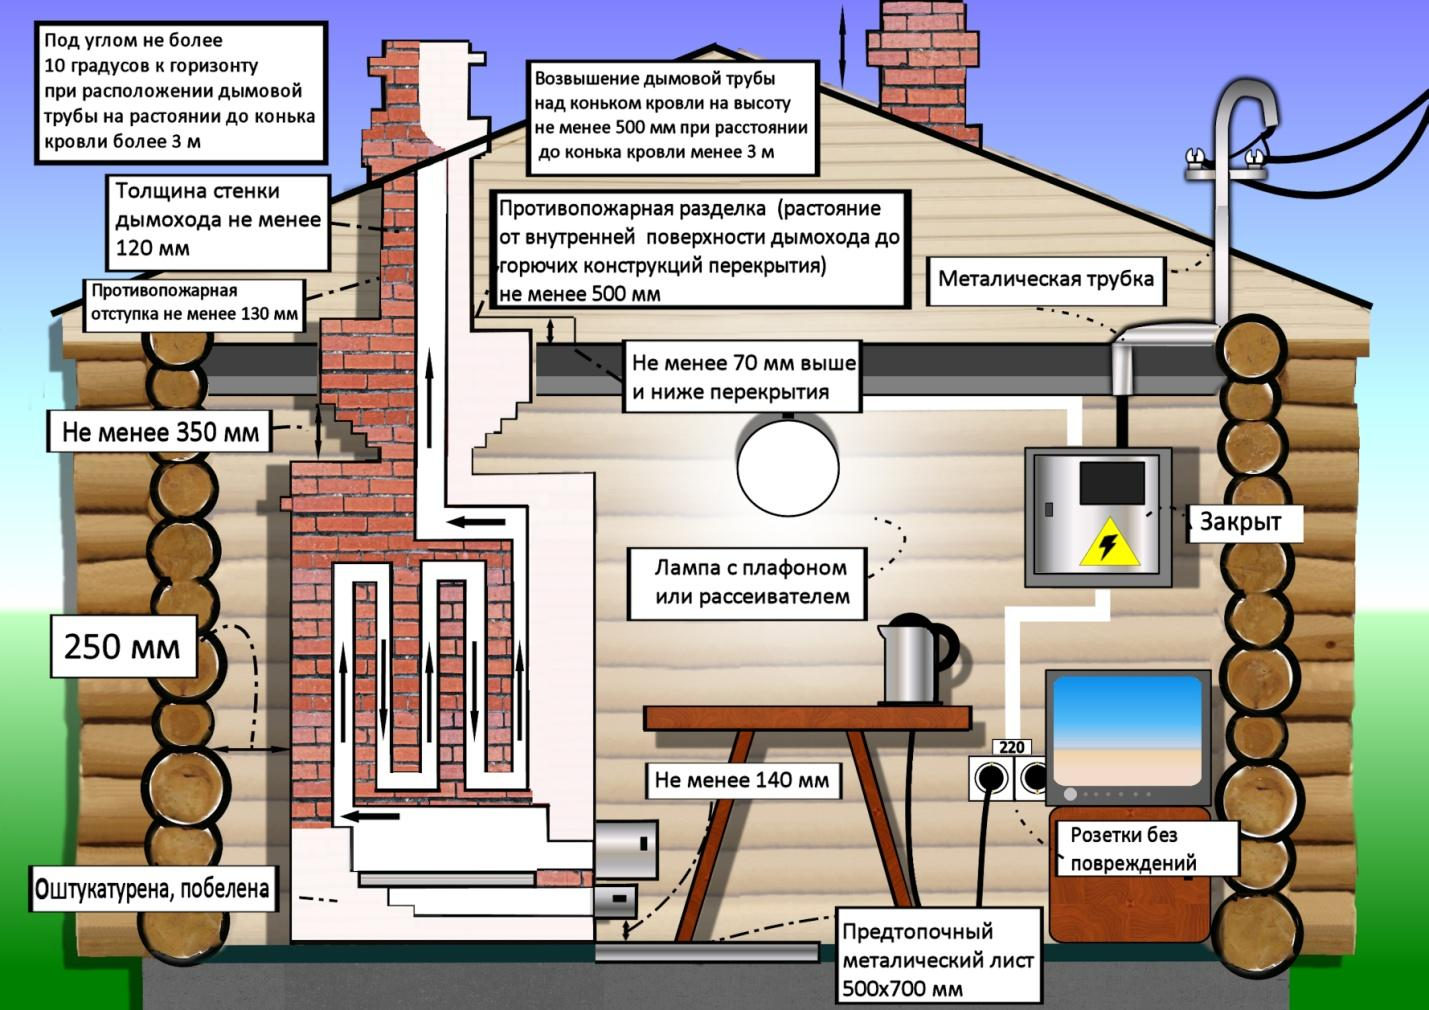 Под углом не более
10 градусов к горизонту
при расположении дымовой
трубы на растоянии до конька
кровли более 3 м
Возвышение дымовой трубы
над коньком кровли на высоту
не менее 500 мм при расстоянии
до конька кровли менее 3 м
Толщина стенки
дымохода не менее
120 мм
Противопожарная разделка (растояние
от внутренней поверхности дымохода до
горючих конструкций перекрытия)
не менее 500 мм
Металическая трубка
Противопожарная
отступка не менее 130 мм
Не менее 70 мм выше
и ниже перекрытия
Не менее 350 мм
Закрыт
Лампа с плафоном
или рассеивателем
250 мм
220
Не менее 140 мм
Розетки без
повреждений
Оштукатурена, побелена
Предтопочный
металический лист
500х700 мм